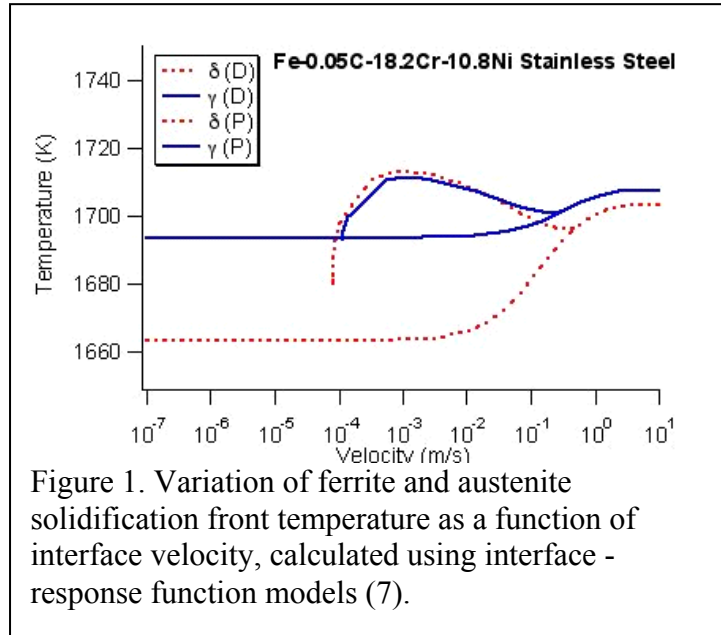 Fe-0.05C-18.2Cr-10.8Ni Stainless Steel
δ (D)
γ (D)
δ (P)
γ (P)
Temperature (K)
1740
1720
1700
1680
1660
10⁻⁷ 10⁻⁶ 10⁻⁵ 10⁻⁴ 10⁻³ 10⁻² 10⁻¹ 10⁰ 10¹
Velocity (m/s)
Figure 1. Variation of ferrite and austenite
solidification front temperature as a function of
interface velocity, calculated using interface -
response function models (7).